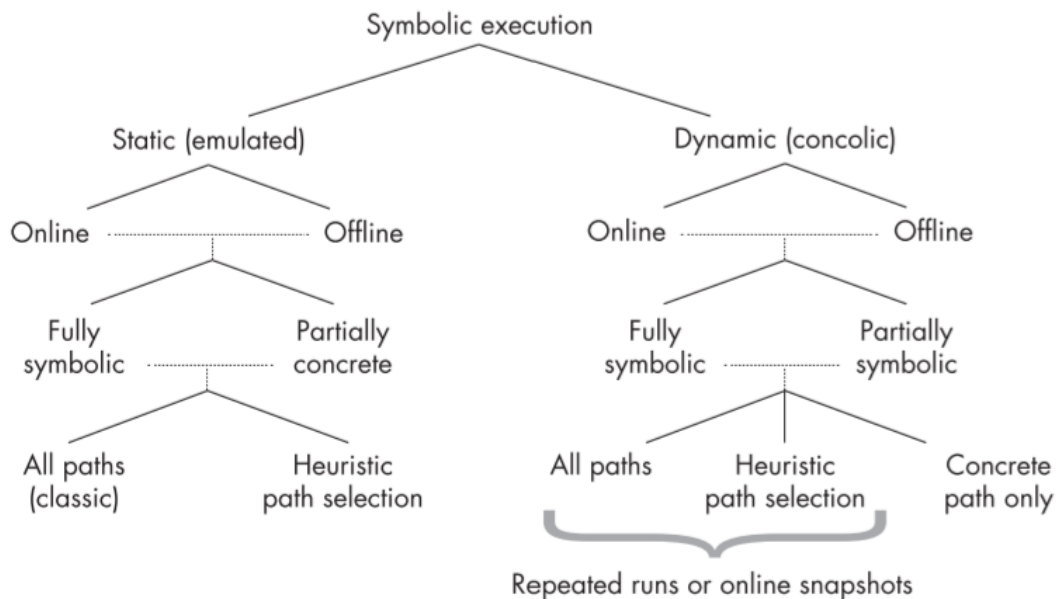 Symbolic execution
Static (emulated)
Dynamic (concolic)
Online
Offline
Online
Offline
Fully
symbolic
Partially
concrete
Fully
symbolic
Partially
symbolic
All paths
(classic)
Heuristic
path selection
All paths
Heuristic
path selection
Concrete
path only
Repeated runs or online snapshots